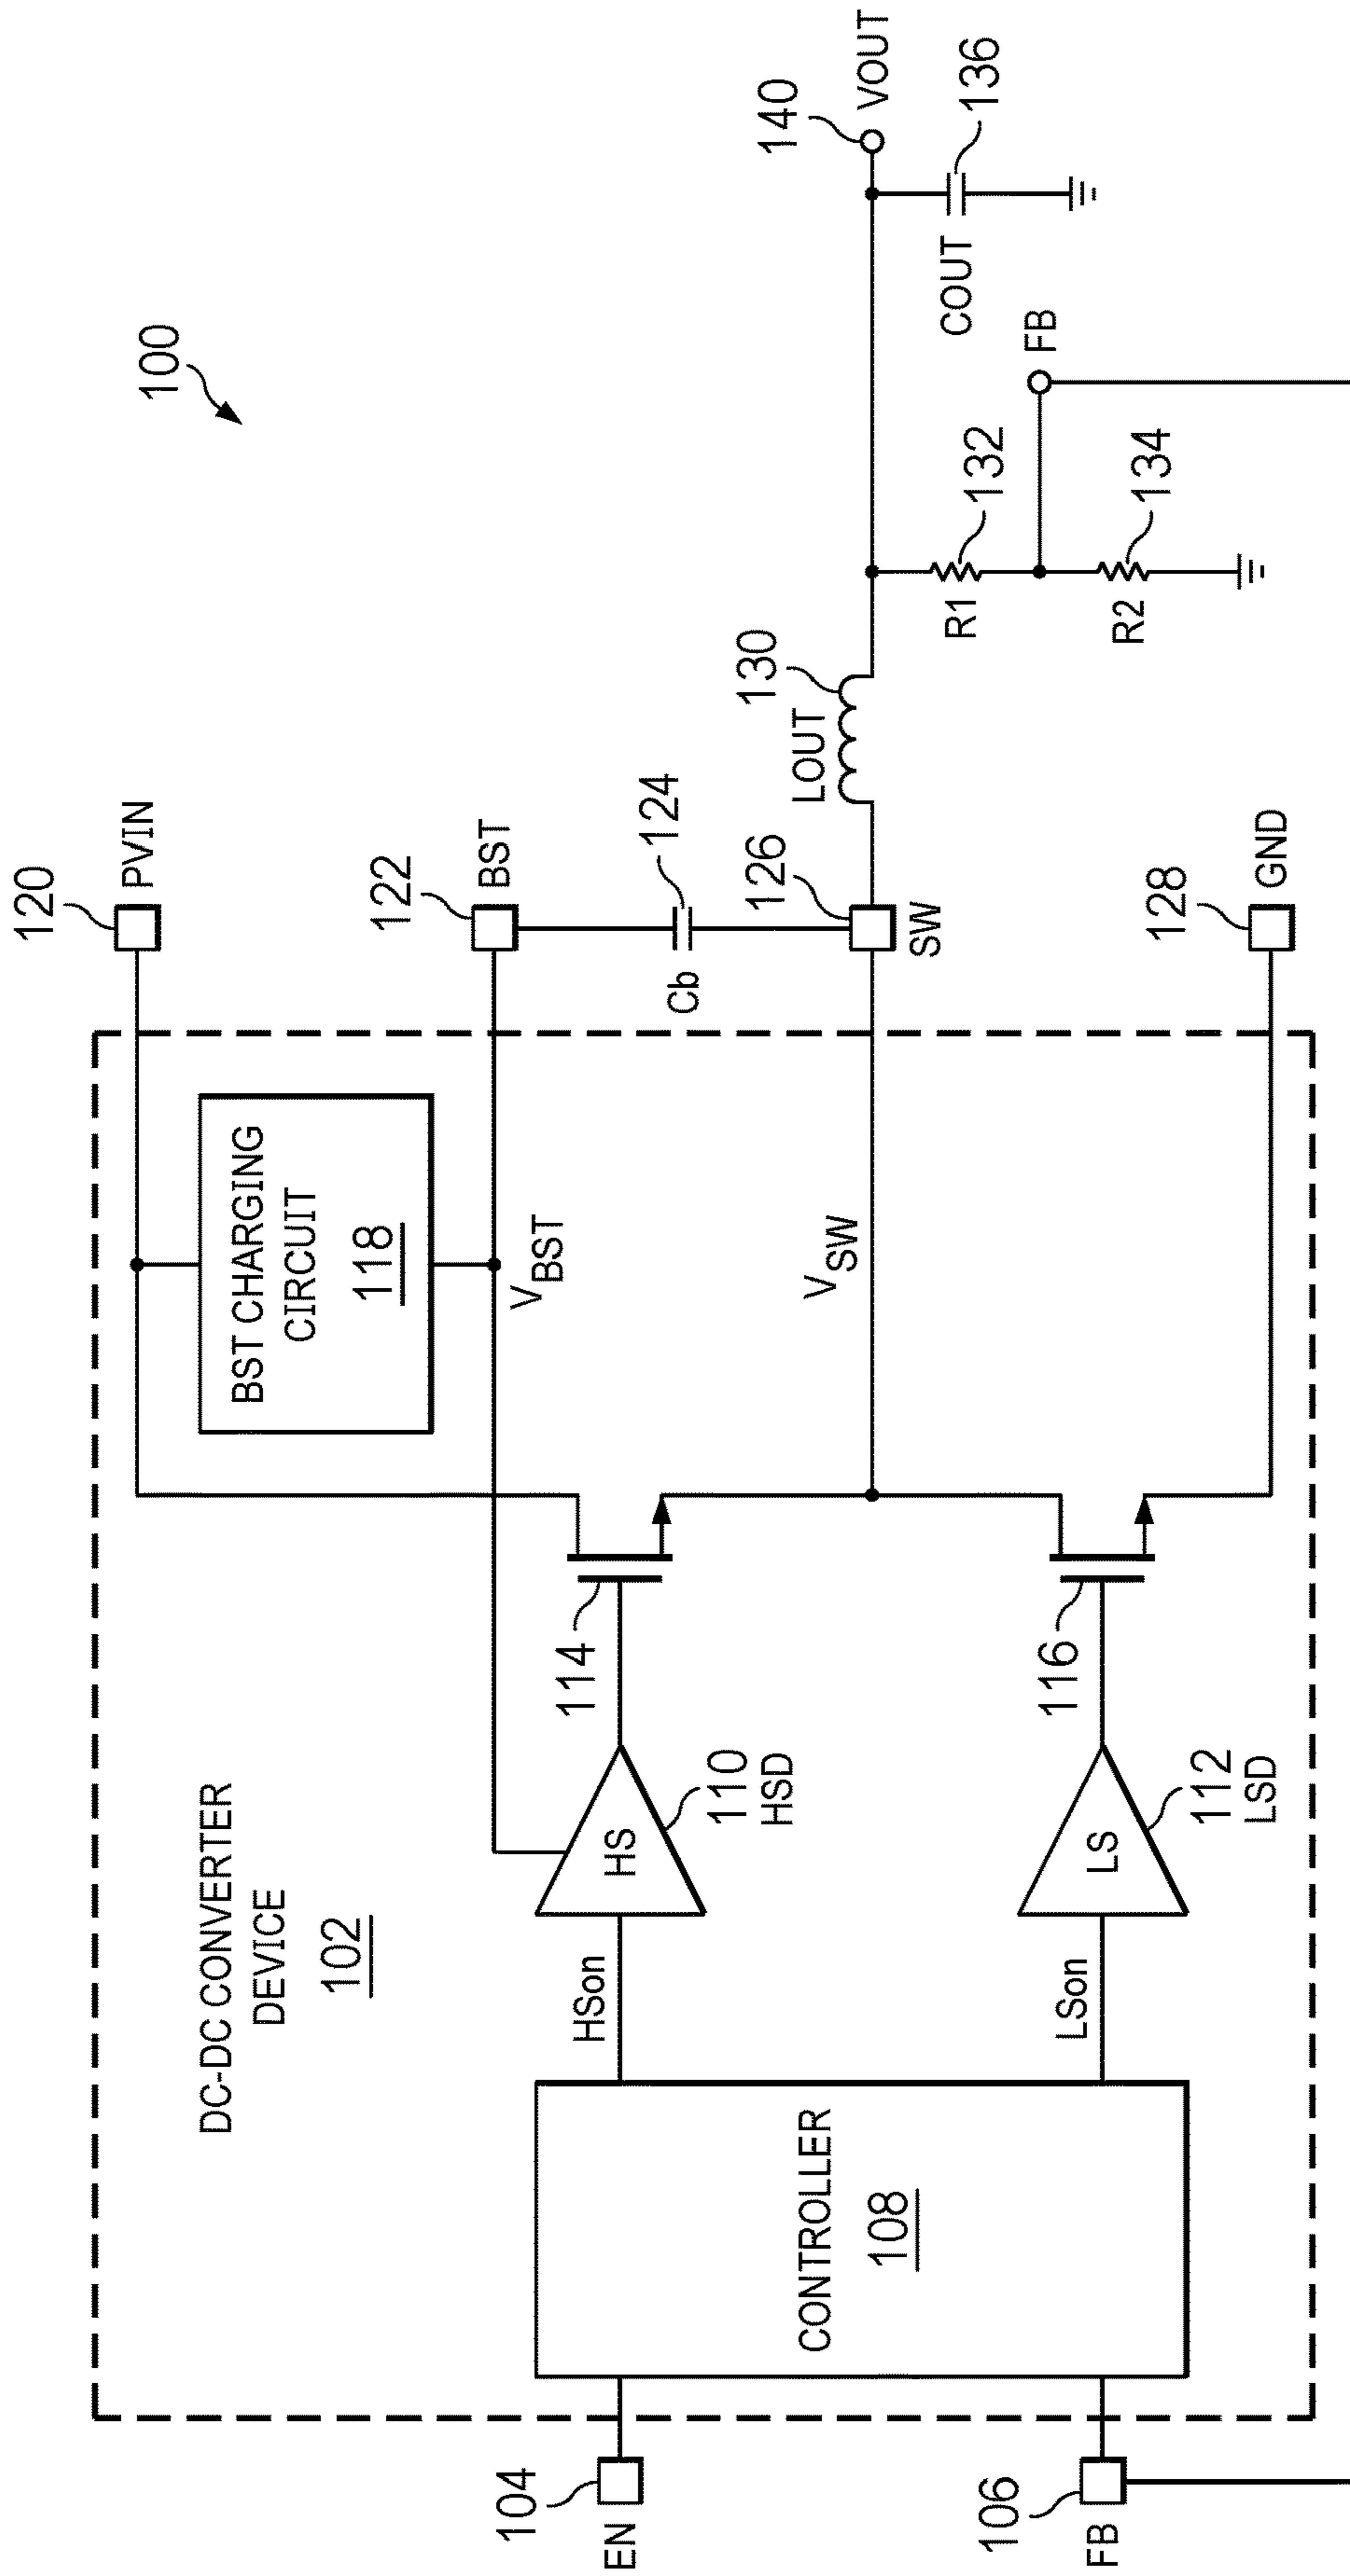 100
120
PVIN
DC-DC CONVERTER
DEVICE
102
BST CHARGING
CIRCUIT
118
122
BST
V_BST
Cb
124
HSon
HS
110
HSD
114
104
EN
CONTROLLER
108
V_SW
126
SW
LOUT
130
140
VOUT
COUT
136
R1
132
FB
R2
134
LSon
LS
112
LSD
116
128
GND
106
FB